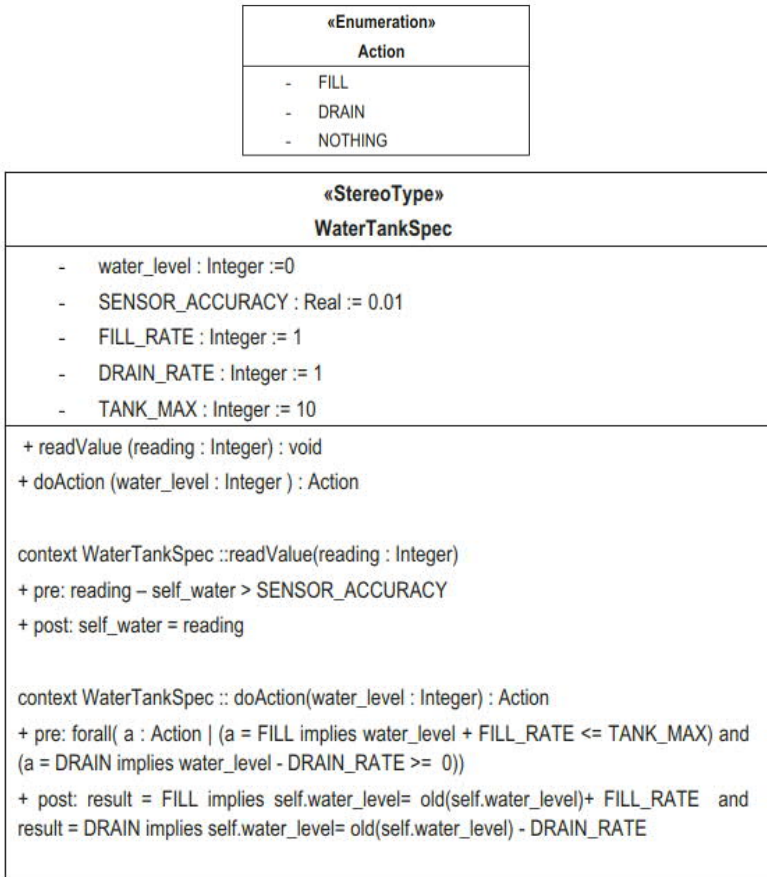 «Enumeration»
Action
- FILL
- DRAIN
- NOTHING
«StereoType»
WaterTankSpec
- water_level : Integer :=0
- SENSOR_ACCURACY : Real := 0.01
- FILL_RATE : Integer := 1
- DRAIN_RATE : Integer := 1
- TANK_MAX : Integer := 10
+ readValue (reading : Integer) : void
+ doAction (water_level : Integer ) : Action
context WaterTankSpec ::readValue(reading : Integer)
+ pre: reading – self_water > SENSOR_ACCURACY
+ post: self_water = reading
context WaterTankSpec :: doAction(water_level : Integer) : Action
+ pre: forall( a : Action | (a = FILL implies water_level + FILL_RATE <= TANK_MAX) and
(a = DRAIN implies water_level - DRAIN_RATE >= 0))
+ post: result = FILL implies self.water_level= old(self.water_level)+ FILL_RATE and
result = DRAIN implies self.water_level= old(self.water_level) - DRAIN_RATE